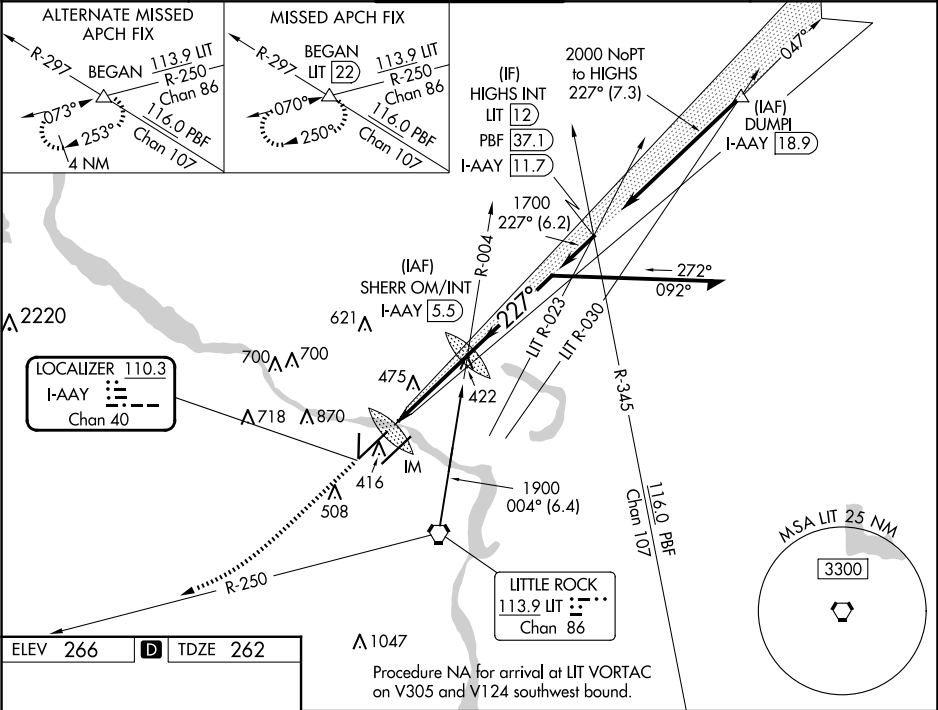 ALTERNATE MISSED
APCH FIX
R-297
BEGAN
113.9 LIT
R-250
Chan 86
073°
253°
4 NM
116.0 PBF
Chan 107
MISSED APCH FIX
R-297
BEGAN
LIT 22
113.9 LIT
R-250
Chan 86
070°
250°
116.0 PBF
Chan 107
2000 NoPT
to HIGHS
227° (7.3)
047°
(IF)
HIGHS INT
LIT 12
PBF 37.1
I-AAY 11.7
(IAF)
DUMPI
I-AAY 18.9
1700
227° (6.2)
R-004
(IAF)
SHERR OM/INT
I-AAY 5.5
227°
272°
092°
LIT R-023
LIT R-030
R-345
2220
621
700
700
475
422
718
870
416
IM
508
LOCALIZER 110.3
I-AAY
Chan 40
1900
004° (6.4)
116.0 PBF
Chan 107
R-250
LITTLE ROCK
113.9 LIT
Chan 86
MSA LIT 25 NM
3300
1047
ELEV 266 D TDZE 262
Procedure NA for arrival at LIT VORTAC
on V305 and V124 southwest bound.